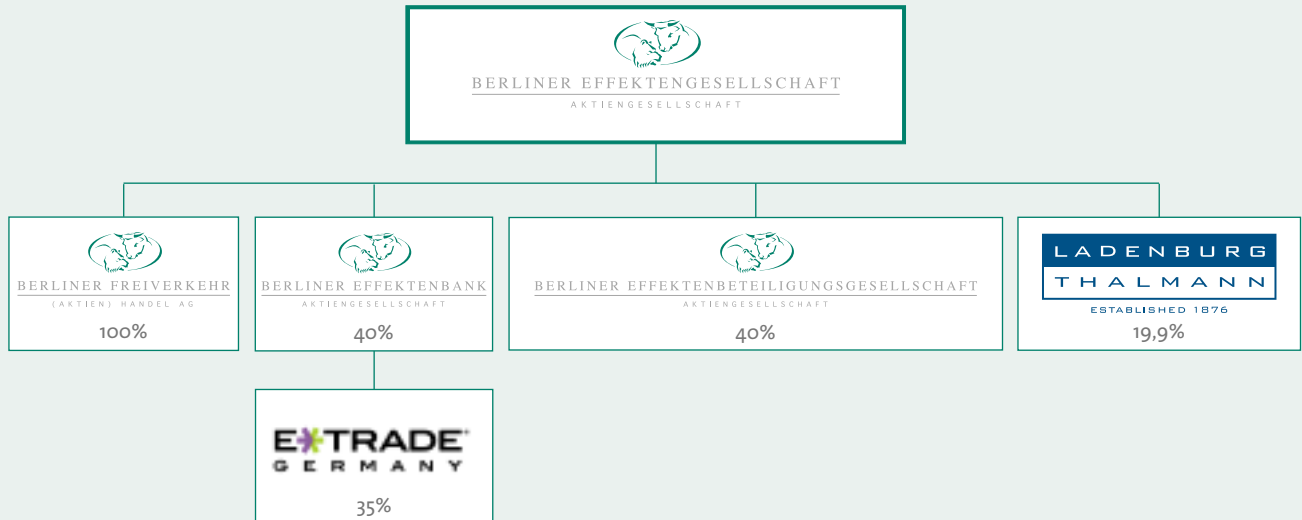 BERLINER EFFEKTENGESELLSCHAFT
AKTIENGESELLSCHAFT
BERLINER FREIVERKEHR
(AKTIEN) HANDEL AG
100%
BERLINER EFFEKTENBANK
AKTIENGESELLSCHAFT
40%
BERLINER EFFEKTENBETEILIGUNGSGESELLSCHAFT
AKTIENGESELLSCHAFT
40%
LADENBURG
THALMANN
ESTABLISHED 1876
19,9%
E*TRADE®
GERMANY
35%